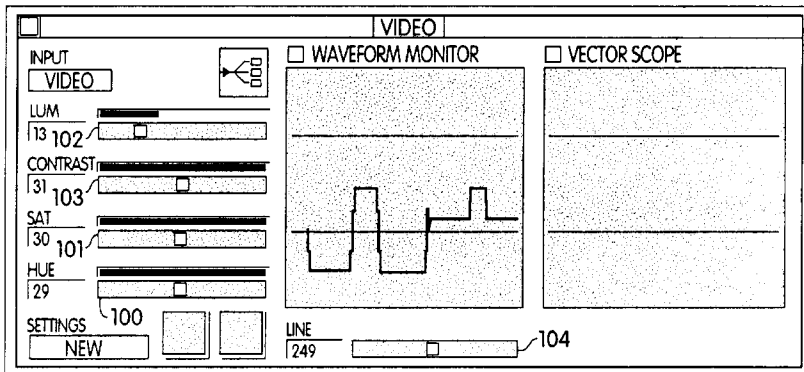 VIDEO
INPUT
VIDEO
WAVEFORM MONITOR
VECTOR SCOPE
LUM
13 102
CONTRAST
31 103
SAT
30 101
HUE
29
100
SETTINGS
NEW
LINE
249
104